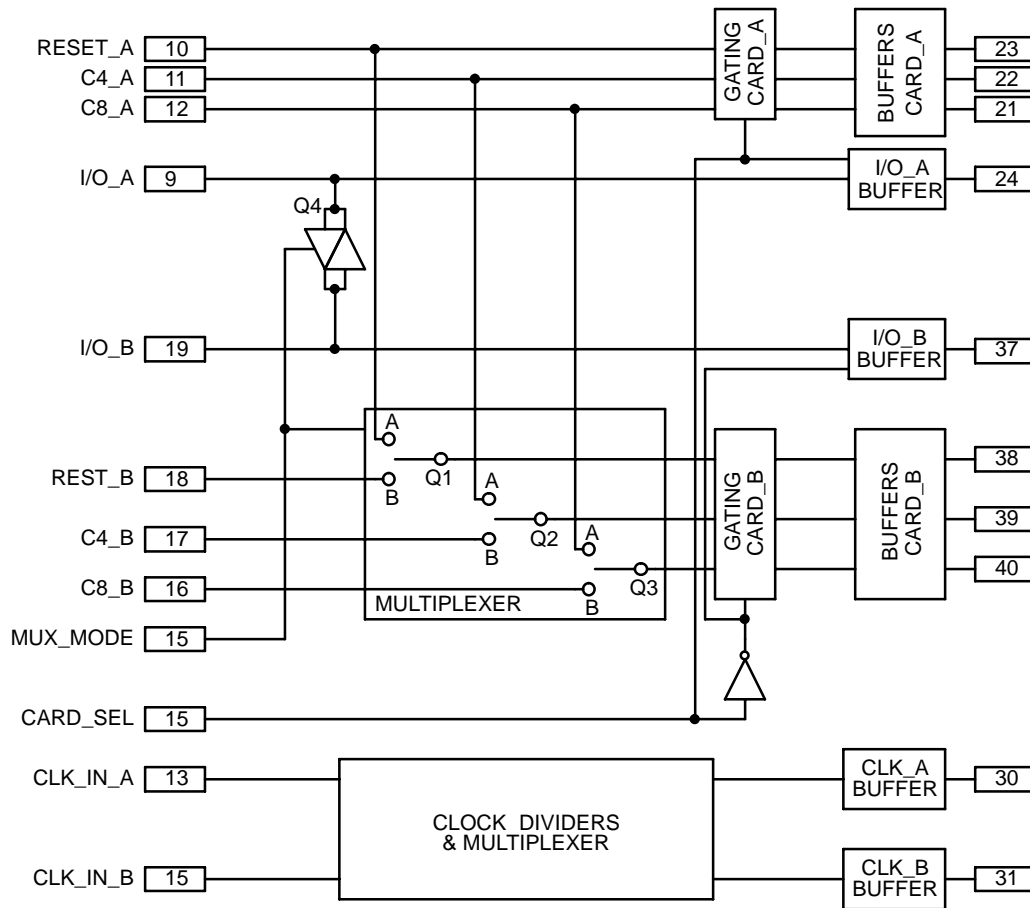 RESET_A 10
C4_A 11
C8_A 12
GATING
CARD_A
BUFFERS
CARD_A
23
22
21
I/O_A 9
I/O_A
BUFFER
24
Q4
I/O_B 19
I/O_B
BUFFER
37
A
B
Q1
A
B
Q2
A
B
Q3
MULTIPLEXER
REST_B 18
C4_B 17
C8_B 16
MUX_MODE 15
GATING
CARD_B
BUFFERS
CARD_B
38
39
40
CARD_SEL 15
CLK_IN_A 13
CLOCK DIVIDERS
& MULTIPLEXER
CLK_A
BUFFER
30
CLK_IN_B 15
CLK_B
BUFFER
31